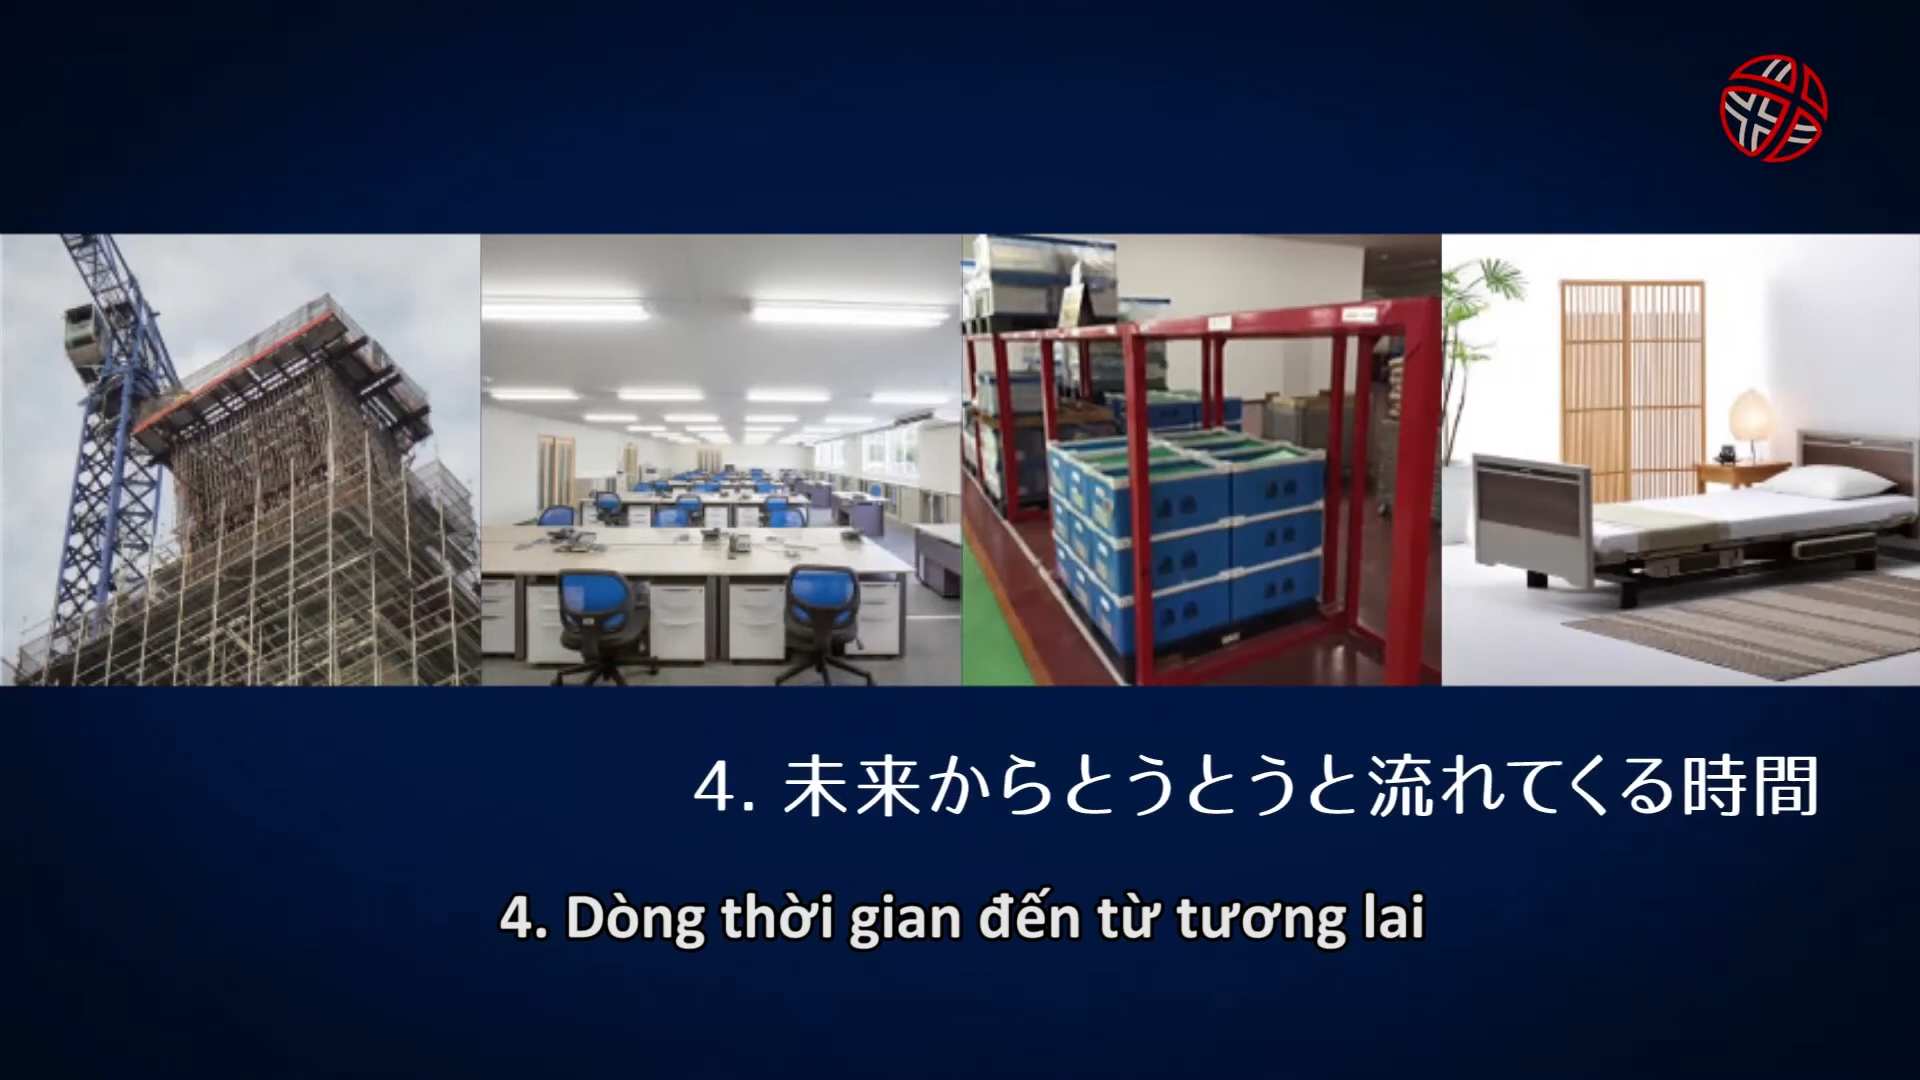 4. 未来からとうとうと流れてくる時間
4. Dòng thời gian đến từ tương lai